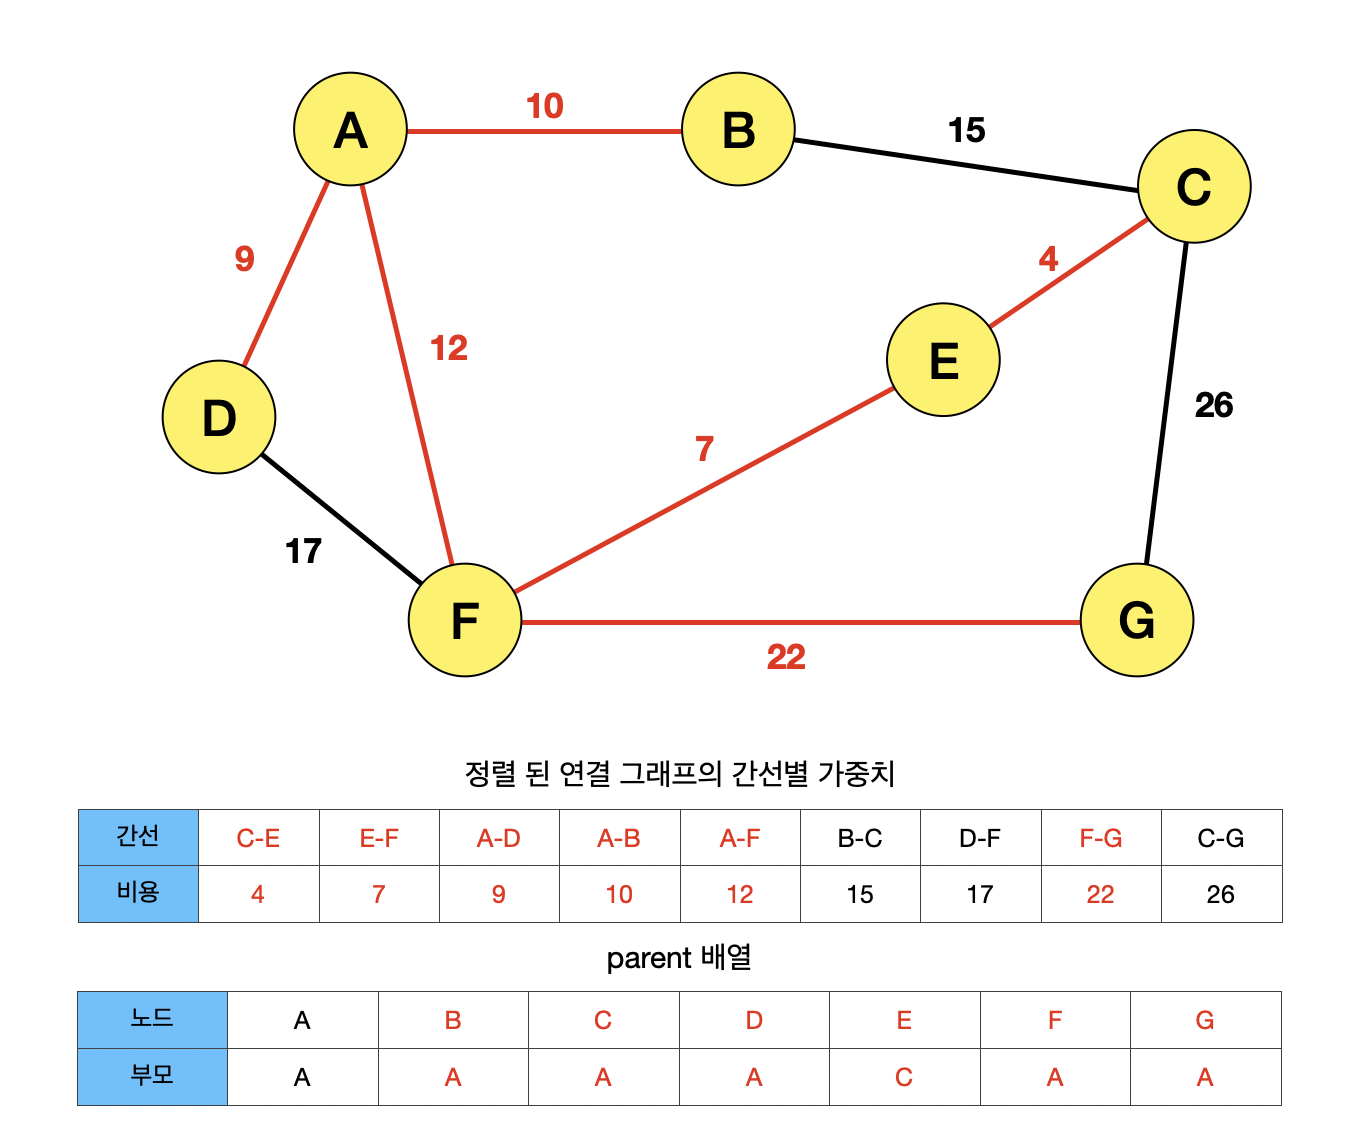 A
10
B
15
C
9
4
12
E
26
D
7
17
F
G
22
정렬 된 연결 그래프의 간선별 가중치
간선 C-E E-F A-D A-B A-F B-C D-F F-G C-G
비용 4 7 9 10 12 15 17 22 26
parent 배열
노드 A B C D E F G
부모 A A A A C A A